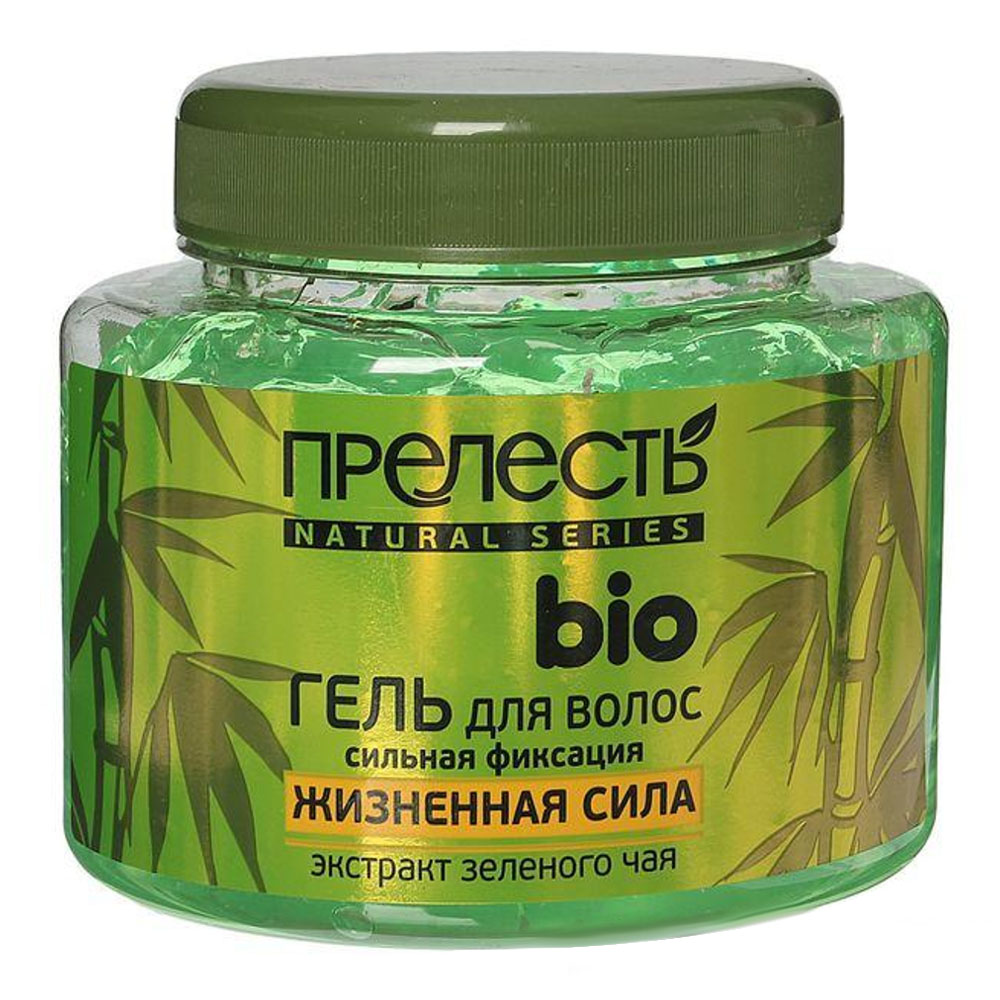 ПРЕЛЕСТЬ
NATURAL SERIES
bio
ГЕЛЬ ДЛЯ ВОЛОС
СИЛЬНАЯ ФИКСАЦИЯ
ЖИЗНЕННАЯ СИЛА
ЭКСТРАКТ ЗЕЛЕНОГО ЧАЯ